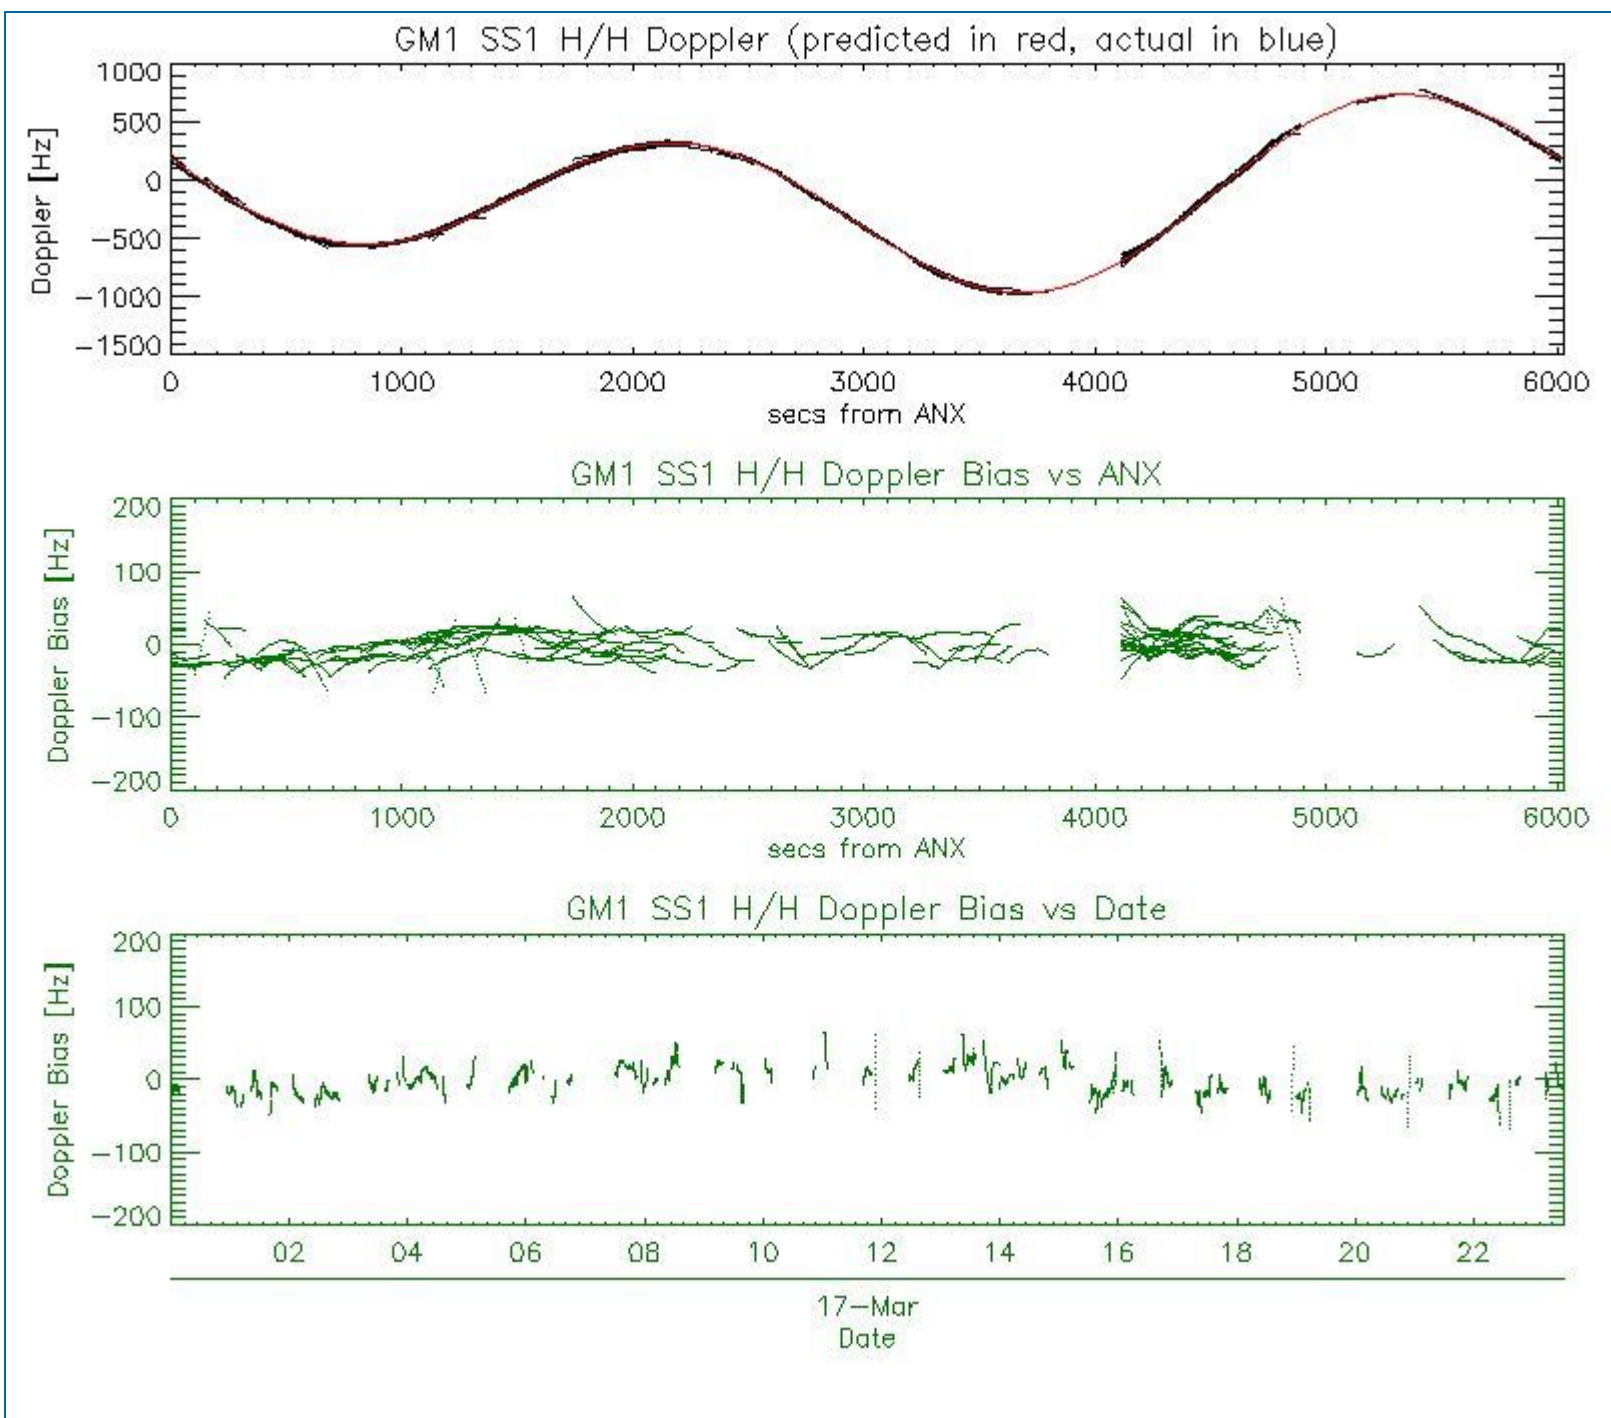 GM1 SS1 H/H Doppler (predicted in red, actual in blue)
Doppler [Hz]
1000
500
0
−500
−1000
−1500
0 1000 2000 3000 4000 5000 6000
secs from ANX
GM1 SS1 H/H Doppler Bias vs ANX
Doppler Bias [Hz]
200
100
0
−100
−200
0 1000 2000 3000 4000 5000 6000
secs from ANX
GM1 SS1 H/H Doppler Bias vs Date
Doppler Bias [Hz]
200
100
0
−100
−200
02 04 06 08 10 12 14 16 18 20 22
17−Mar
Date